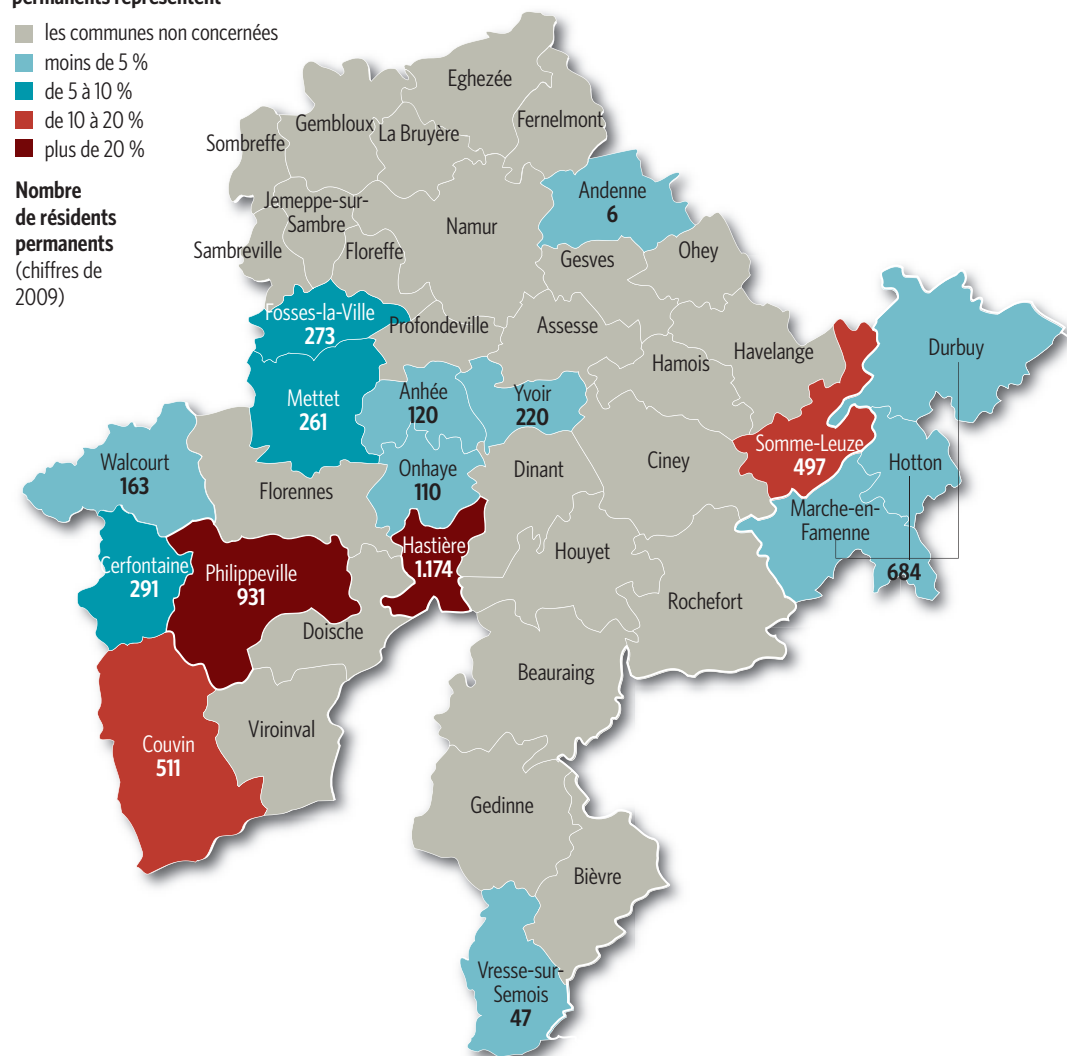 permanents représentent
les communes non concernées
moins de 5 %
de 5 à 10 %
de 10 à 20 %
plus de 20 %
Nombre
de résidents
permanents
(chiffres de
2009)
Eghezée
Gembloux
La Bruyère
Fernelmont
Sombreffe
Andenne
6
Jemeppe-sur-
Sambre
Namur
Sambreville
Floreffe
Gesves
Ohey
Fosses-la-Ville
273
Profondeville
Assesse
Havelange
Durbuy
Hamois
Mettet
261
Anhée
120
Yvoir
220
Somme-Leuze
497
Walcourt
163
Florennes
Onhaye
110
Dinant
Ciney
Hotton
Marche-en-
Famenne
684
Cerfontaine
291
Philippeville
931
Hastière
1.174
Houyet
Rochefort
Doische
Beauraing
Viroinval
Couvin
511
Gedinne
Bièvre
Vresse-sur-
Semois
47